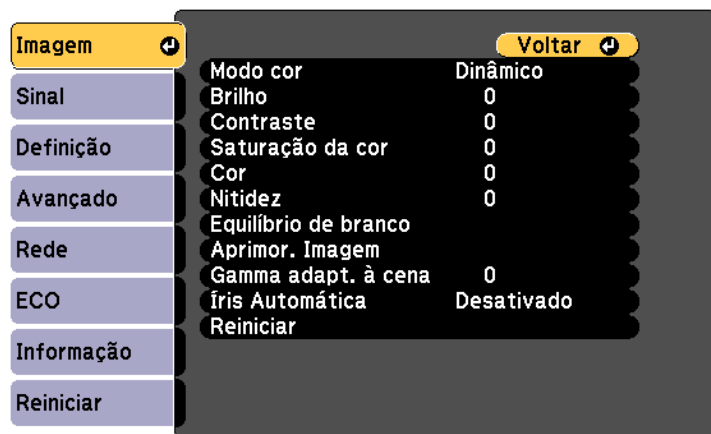 Imagem
Sinal
Definição
Avançado
Rede
ECO
Informação
Reiniciar
Voltar
Modo cor Dinâmico
Brilho 0
Contraste 0
Saturação da cor 0
Cor 0
Nitidez 0
Equilíbrio de branco
Aprimor. Imagem
Gamma adapt. à cena 0
Íris Automática Desativado
Reiniciar